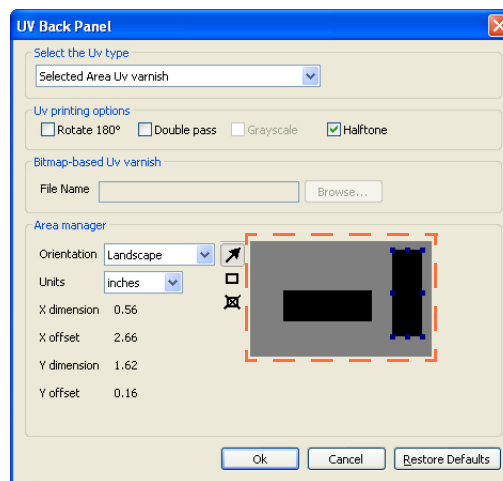 UV Back Panel
Select the Uv type
Selected Area Uv varnish
Uv printing options
Rotate 180° Double pass Grayscale Halftone
Bitmap-based Uv varnish
File Name Browse...
Area manager
Orientation Landscape
Units inches
X dimension 0.56
X offset 2.66
Y dimension 1.62
Y offset 0.16
Ok Cancel Restore Defaults